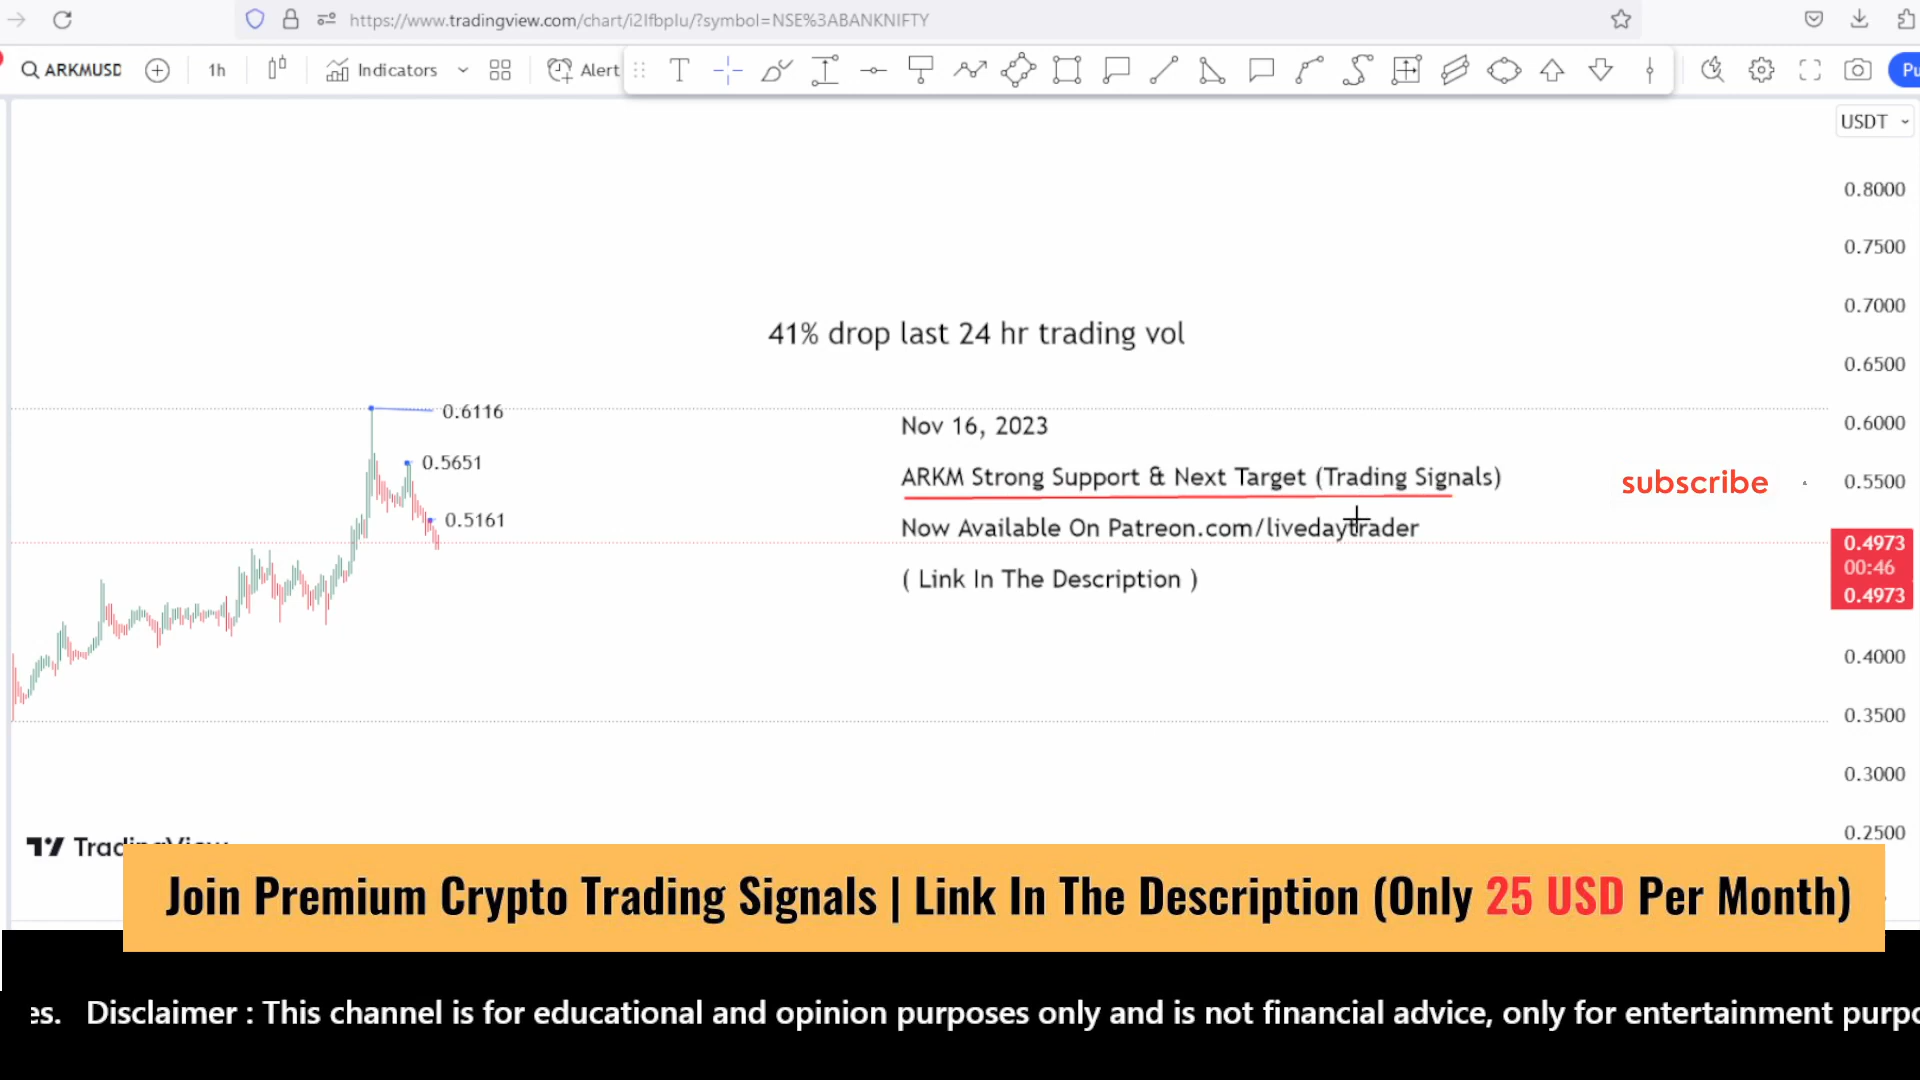 https://www.tradingview.com/chart/i2lfbplu/?symbol=NSE%3ABANKNIFTY
ARKMUSD 1h Indicators Alert Pu
USDT
0.8000
0.7500
0.7000
41% drop last 24 hr trading vol
0.6500
0.6116
0.6000
Nov 16, 2023
0.5651
ARKM Strong Support & Next Target (Trading Signals)
subscribe
0.5500
0.5161
Now Available On Patreon.com/livedaytrader
0.4973
00:46
0.4973
( Link In The Description )
0.4000
0.3500
0.3000
0.2500
TradingView
Join Premium Crypto Trading Signals | Link In The Description (Only 25 USD Per Month)
es. Disclaimer : This channel is for educational and opinion purposes only and is not financial advice, only for entertainment purpo